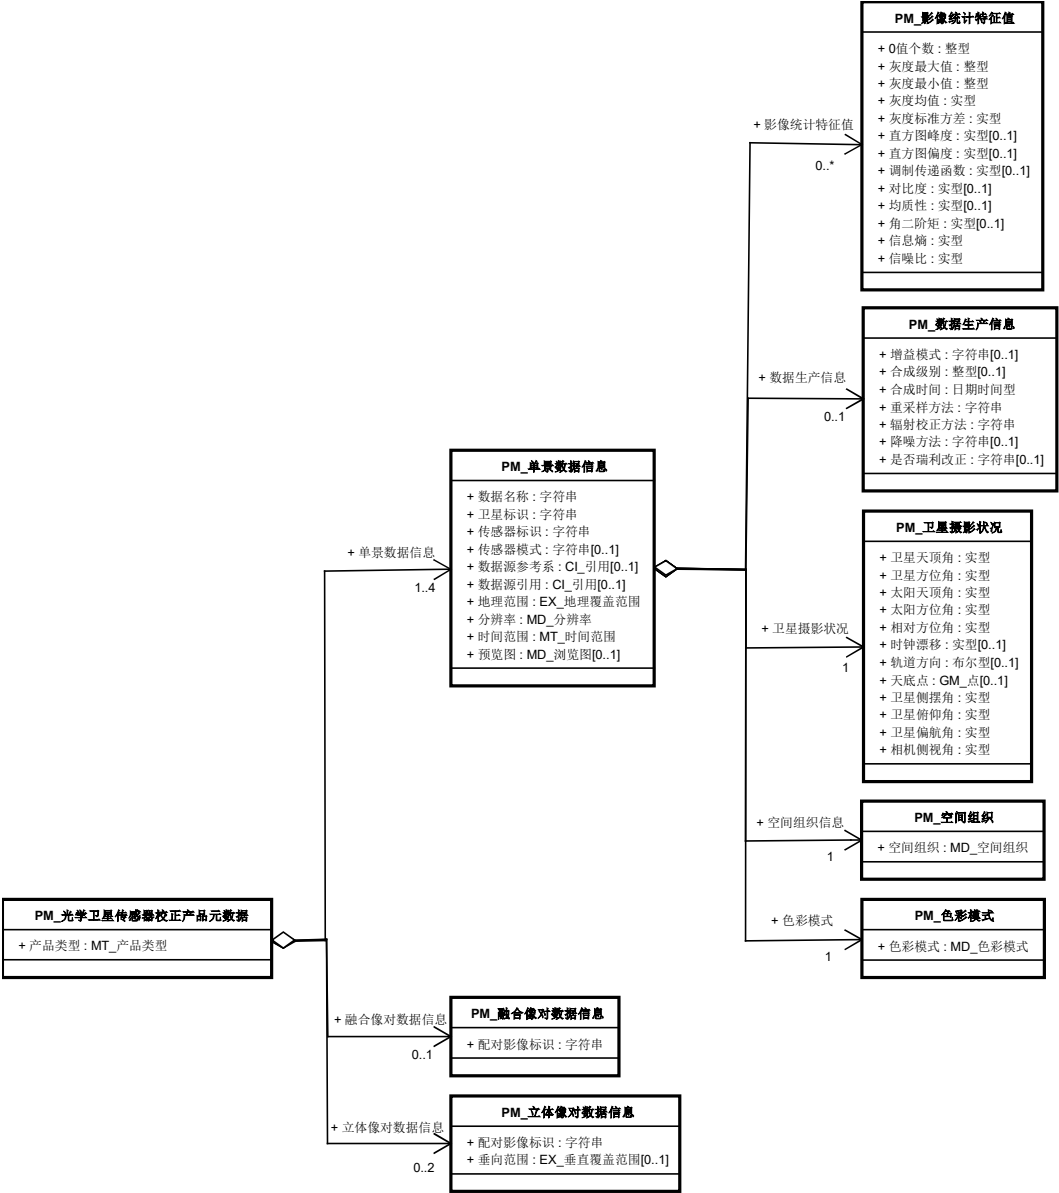 PM_影像统计特征值
+ 0值个数 : 整型
+ 灰度最大值 : 整型
+ 灰度最小值 : 整型
+ 灰度均值 : 实型
+ 灰度标准方差 : 实型
+ 直方图峰度 : 实型[0..1]
+ 直方图偏度 : 实型[0..1]
+ 调制传递函数 : 实型[0..1]
+ 对比度 : 实型[0..1]
+ 均质性 : 实型[0..1]
+ 角二阶矩 : 实型[0..1]
+ 信息熵 : 实型
+ 信噪比 : 实型
+ 影像统计特征值
0..*
PM_数据生产信息
+ 增益模式 : 字符串[0..1]
+ 合成级别 : 整型[0..1]
+ 合成时间 : 日期时间型
+ 重采样方法 : 字符串
+ 辐射校正方法 : 字符串
+ 降噪方法 : 字符串[0..1]
+ 是否瑞利改正 : 字符串[0..1]
+ 数据生产信息
0..1
PM_单景数据信息
+ 数据名称 : 字符串
+ 卫星标识 : 字符串
+ 传感器标识 : 字符串
+ 传感器模式 : 字符串[0..1]
+ 数据源参考系 : CI_引用[0..1]
+ 数据源引用 : CI_引用[0..1]
+ 地理范围 : EX_地理覆盖范围
+ 分辨率 : MD_分辨率
+ 时间范围 : MT_时间范围
+ 预览图 : MD_浏览图[0..1]
+ 单景数据信息
1..4
PM_卫星摄影状况
+ 卫星天顶角 : 实型
+ 卫星方位角 : 实型
+ 太阳天顶角 : 实型
+ 太阳方位角 : 实型
+ 相对方位角 : 实型
+ 时钟漂移 : 实型[0..1]
+ 轨道方向 : 布尔型[0..1]
+ 天底点 : GM_点[0..1]
+ 卫星侧摆角 : 实型
+ 卫星俯仰角 : 实型
+ 卫星偏航角 : 实型
+ 相机侧视角 : 实型
+ 卫星摄影状况
1
PM_空间组织
+ 空间组织 : MD_空间组织
+ 空间组织信息
1
PM_色彩模式
+ 色彩模式 : MD_色彩模式
+ 色彩模式
1
PM_光学卫星传感器校正产品元数据
+ 产品类型 : MT_产品类型
PM_融合像对数据信息
+ 配对影像标识 : 字符串
+ 融合像对数据信息
0..1
PM_立体像对数据信息
+ 配对影像标识 : 字符串
+ 垂向范围 : EX_垂直覆盖范围[0..1]
+ 立体像对数据信息
0..2